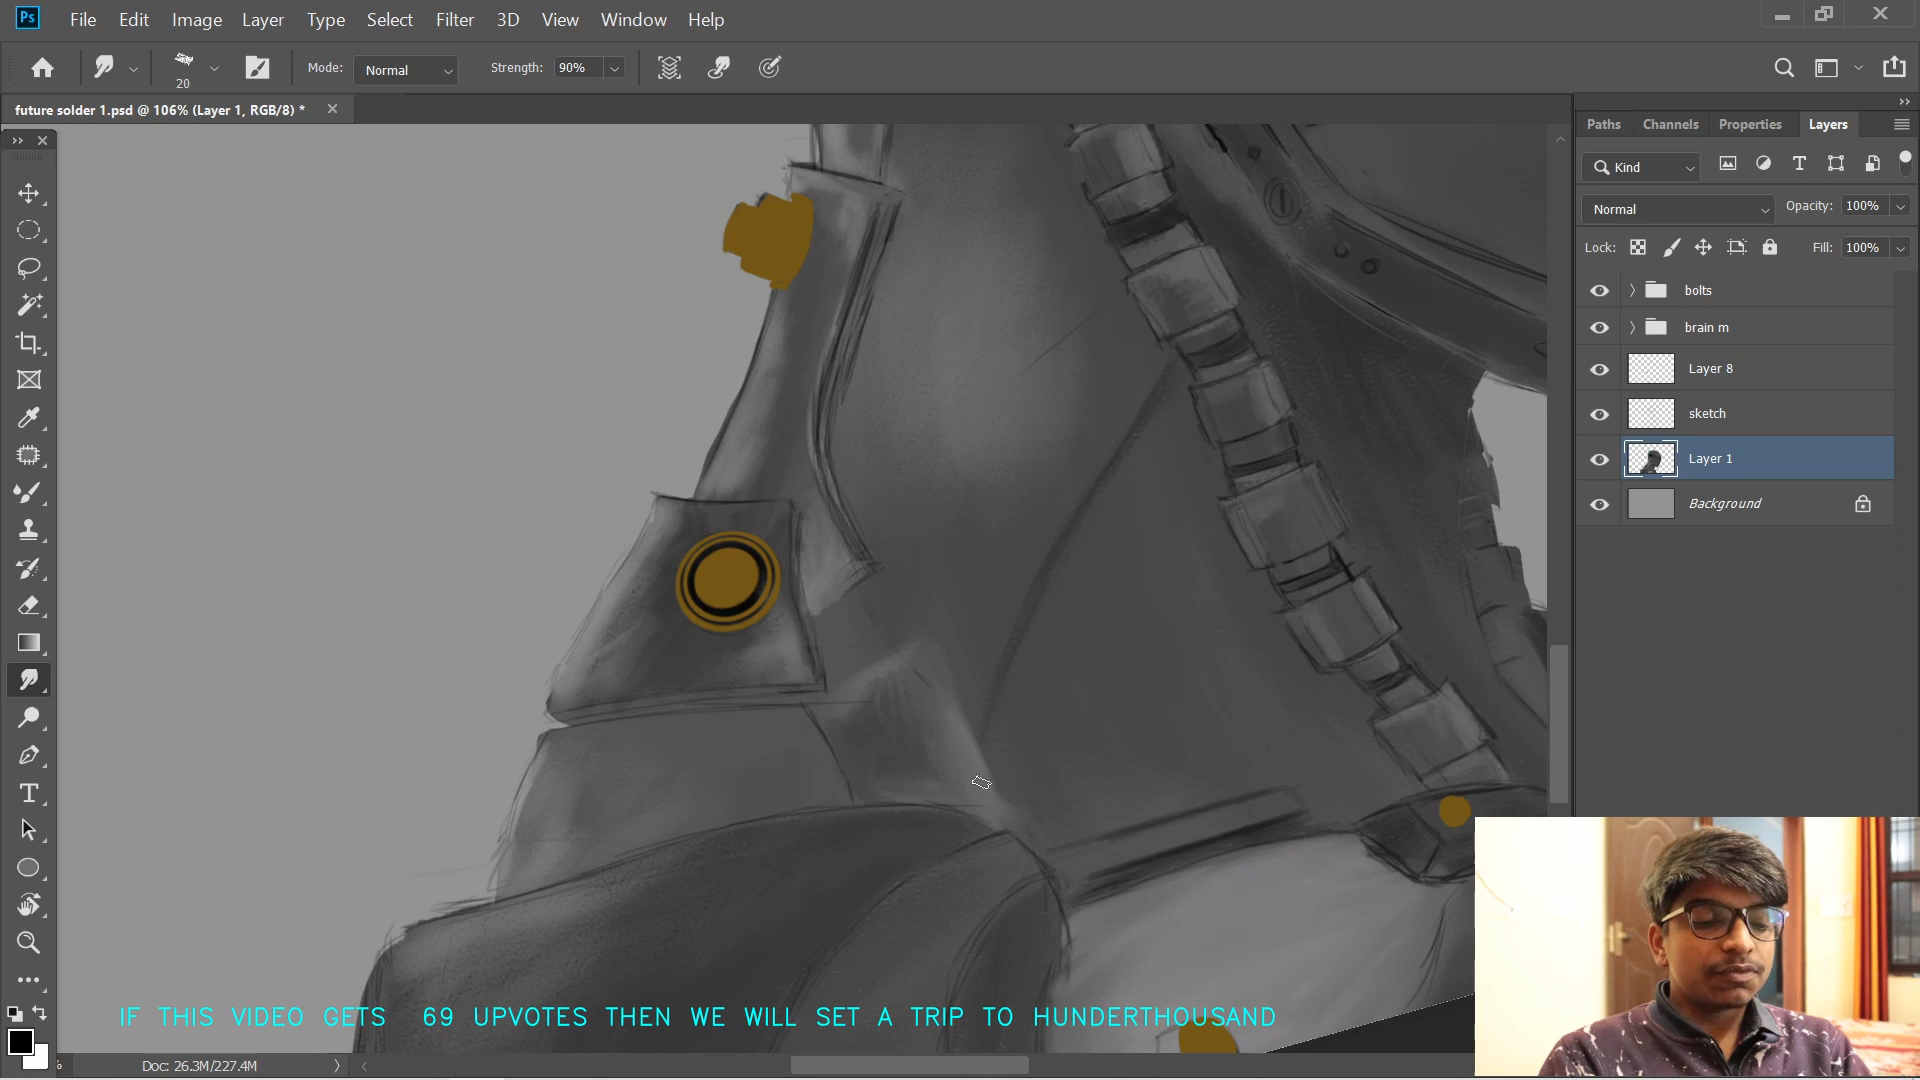 Ps File Edit Image Layer Type Select Filter 3D View Window Help
20 Mode: Normal Strength: 90%
future solder 1.psd @ 106% (Layer 1, RGB/8) *
Paths Channels Properties Layers
Kind
Normal Opacity: 100%
Lock: Fill: 100%
bolts
brain m
Layer 8
sketch
Layer 1
Background
IF THIS VIDEO GETS 69 UPVOTES THEN WE WILL SET A TRIP TO HUNDERTHOUSAND
% Doc: 26.3M/227.4M